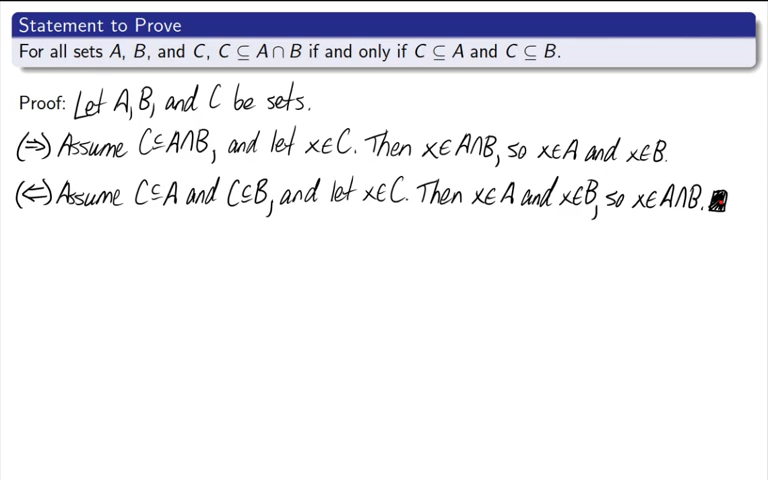 Statement to Prove
For all sets A, B, and C, C ⊆ A ∩ B if and only if C ⊆ A and C ⊆ B.
Proof: Let A, B, and C be sets.
(⇒) Assume C⊆A∩B, and let x∈C. Then x∈A∩B, so x∈A and x∈B.
(⇐) Assume C⊆A and C⊆B, and let x∈C. Then x∈A and x∈B, so x∈A∩B. ■